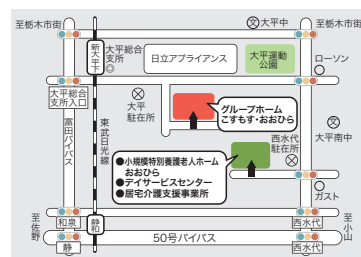 至栃木市街
文大平中
至栃木市街
新大平下
大平総合
支所
日立アプライアンス
大平運動
公園
ローソン
大平総合
支所入口
大平
駐在所
グループホーム
こすもす・おおひら
文
大平南中
富田バイパス
東武日光線
西水代
駐在所
●小規模特別養護老人ホーム
おおひら
●デイサービスセンター
●居宅介護支援事業所
ガスト
至佐野
和泉
静和
西水代
至小山
静
50号バイパス
西水代